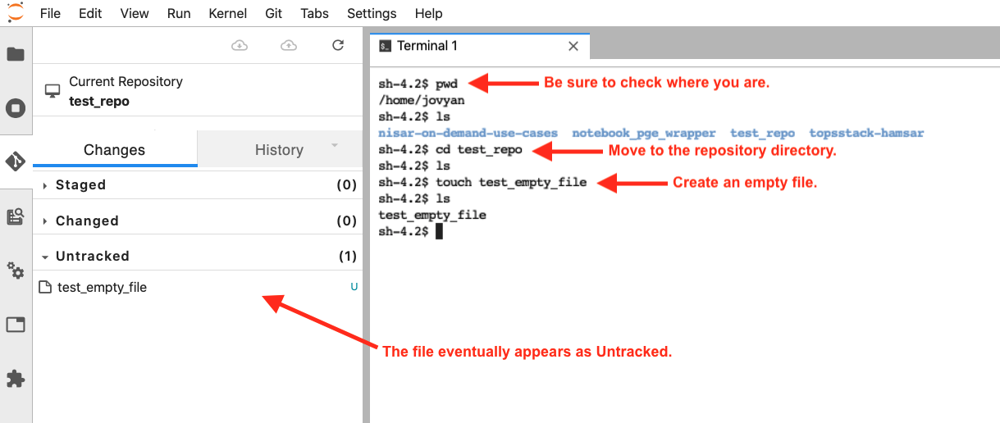 File Edit View Run Kernel Git Tabs Settings Help
Current Repository
test_repo
Changes History
Staged (0)
Changed (0)
Untracked (1)
test_empty_file U
Terminal 1
sh-4.2$ pwd Be sure to check where you are.
/home/jovyan
sh-4.2$ ls
nisar-on-demand-use-cases notebook_pge_wrapper test_repo topsstack-hamsar
sh-4.2$ cd test_repo Move to the repository directory.
sh-4.2$ ls
sh-4.2$ touch test_empty_file Create an empty file.
sh-4.2$ ls
test_empty_file
sh-4.2$
The file eventually appears as Untracked.